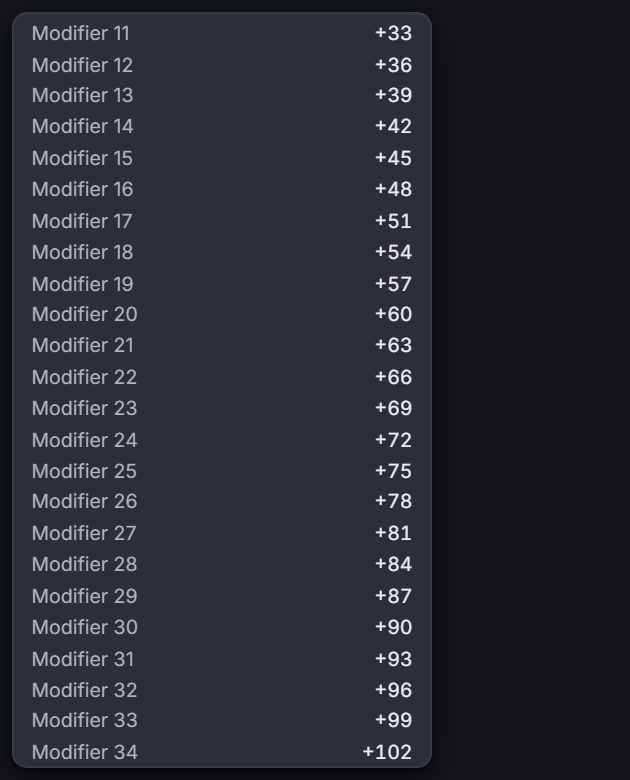 Modifier 11 +33
Modifier 12 +36
Modifier 13 +39
Modifier 14 +42
Modifier 15 +45
Modifier 16 +48
Modifier 17 +51
Modifier 18 +54
Modifier 19 +57
Modifier 20 +60
Modifier 21 +63
Modifier 22 +66
Modifier 23 +69
Modifier 24 +72
Modifier 25 +75
Modifier 26 +78
Modifier 27 +81
Modifier 28 +84
Modifier 29 +87
Modifier 30 +90
Modifier 31 +93
Modifier 32 +96
Modifier 33 +99
Modifier 34 +102